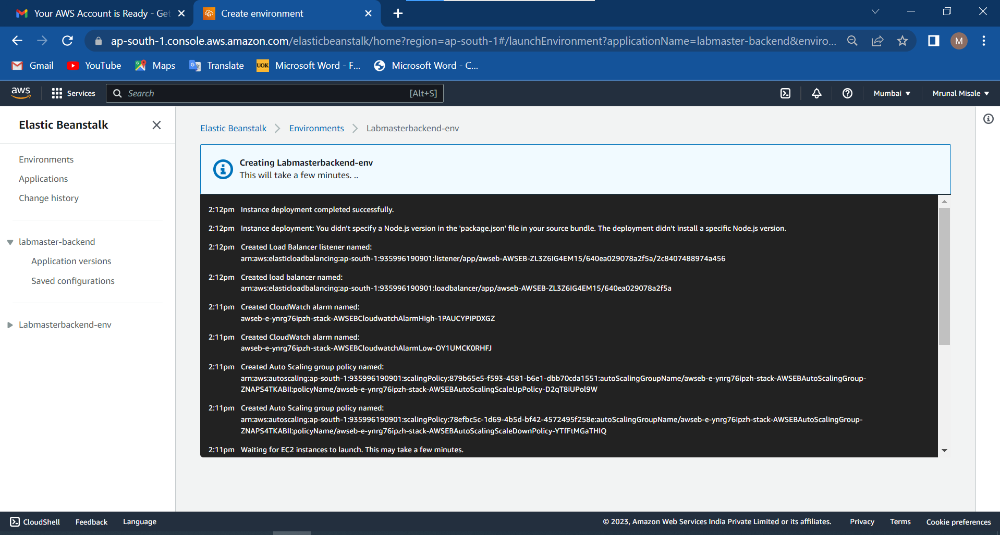 Your AWS Account is Ready - Get
Create environment
ap-south-1.console.aws.amazon.com/elasticbeanstalk/home?region=ap-south-1#/launchEnvironment?applicationName=labmaster-backend&enviro...
M
Gmail
YouTube
Maps
Translate
UOK
Microsoft Word - F...
Microsoft Word - C...
aws
Services
Search
[Alt+S]
Mumbai
Mrunal Misale
Elastic Beanstalk
Environments
Applications
Change history
labmaster-backend
Application versions
Saved configurations
Labmasterbackend-env
Elastic Beanstalk > Environments > Labmasterbackend-env
Creating Labmasterbackend-env
This will take a few minutes. ..
2:12pm Instance deployment completed successfully.
2:12pm Instance deployment: You didn't specify a Node.js version in the 'package.json' file in your source bundle. The deployment didn't install a specific Node.js version.
2:12pm Created Load Balancer listener named:
arn:aws:elasticloadbalancing:ap-south-1:935996190901:listener/app/awseb-AWSEB-ZL3Z6IG4EM15/640ea029078a2f5a/2c8407488974a456
2:12pm Created load balancer named:
arn:aws:elasticloadbalancing:ap-south-1:935996190901:loadbalancer/app/awseb-AWSEB-ZL3Z6IG4EM15/640ea029078a2f5a
2:11pm Created CloudWatch alarm named:
awseb-e-ynrg76ipzh-stack-AWSEBCloudwatchAlarmHigh-1PAUCYPIPDXGZ
2:11pm Created CloudWatch alarm named:
awseb-e-ynrg76ipzh-stack-AWSEBCloudwatchAlarmLow-OY1UMCK0RHFJ
2:11pm Created Auto Scaling group policy named:
arn:aws:autoscaling:ap-south-1:935996190901:scalingPolicy:879b65e5-f593-4581-b6e1-dbb70cda1551:autoScalingGroupName/awseb-e-ynrg76ipzh-stack-AWSEBAutoScalingGroup-
ZNAPS4TKABII:policyName/awseb-e-ynrg76ipzh-stack-AWSEBAutoScalingScaleUpPolicy-D2qT8iUPol9W
2:11pm Created Auto Scaling group policy named:
arn:aws:autoscaling:ap-south-1:935996190901:scalingPolicy:78efbc5c-1d69-4b5d-bf42-4572495f258e:autoScalingGroupName/awseb-e-ynrg76ipzh-stack-AWSEBAutoScalingGroup-
ZNAPS4TKABII:policyName/awseb-e-ynrg76ipzh-stack-AWSEBAutoScalingScaleDownPolicy-YTfFtMGaTHIQ
2:11pm Waiting for EC2 instances to launch. This may take a few minutes.
CloudShell
Feedback
Language
© 2023, Amazon Web Services India Private Limited or its affiliates.
Privacy
Terms
Cookie preferences